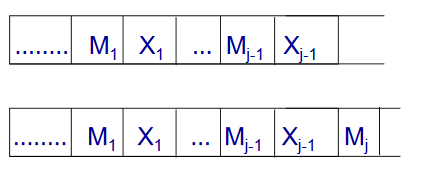 ........ M₁ X₁ ... Mⱼ₋₁ Xⱼ₋₁
........ M₁ X₁ ... Mⱼ₋₁ Xⱼ₋₁ Mⱼ